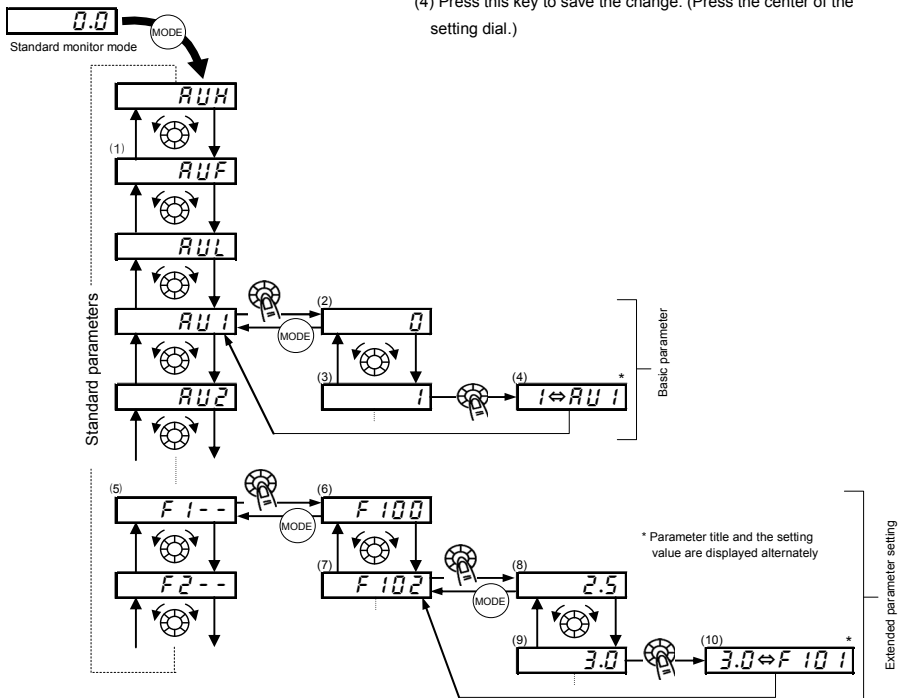 (4) Press this key to save the change. (Press the center of the
setting dial.)
0.0
MODE
Standard monitor mode
AUH
(1)
AUF
AUL
Standard parameters
AU1
MODE
(2)
0
(3)
1
(4)
*
1⇔AU1
Basic parameter
AU2
(5)
F1--
MODE
(6)
F100
* Parameter title and the setting
value are displayed alternately
(7)
F102
MODE
(8)
2.5
F2--
(9)
3.0
(10)
*
3.0⇔F101
Extended parameter setting